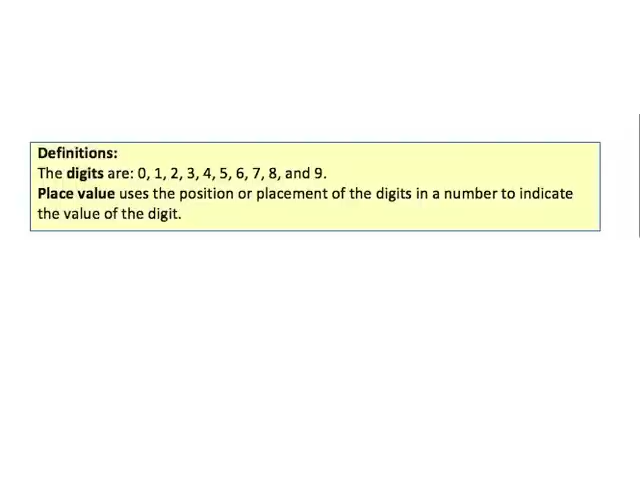 Definitions:
The digits are: 0, 1, 2, 3, 4, 5, 6, 7, 8, and 9.
Place value uses the position or placement of the digits in a number to indicate
the value of the digit.